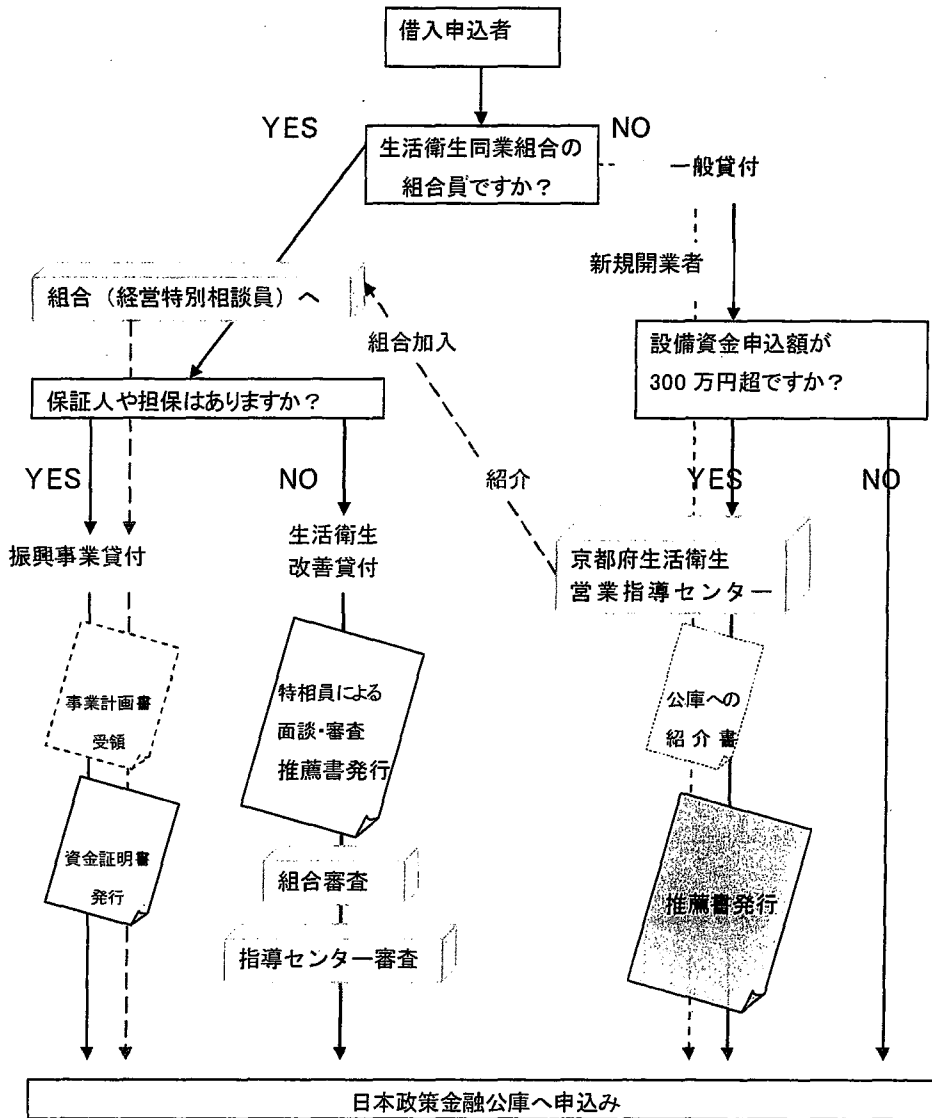 借入申込者
YES
NO
生活衛生同業組合の
組合員ですか？
一般貸付
新規開業者
組合（経営特別相談員）へ
組合加入
設備資金申込額が
300 万円超ですか？
保証人や担保はありますか？
YES
NO
紹介
YES
NO
振興事業貸付
生活衛生
改善貸付
京都府生活衛生
営業指導センター
事業計画書
受領
特相員による
面談・審査
推薦書発行
公庫への
紹介書
資金証明書
発行
組合審査
推薦書発行
指導センター審査
日本政策金融公庫へ申込み